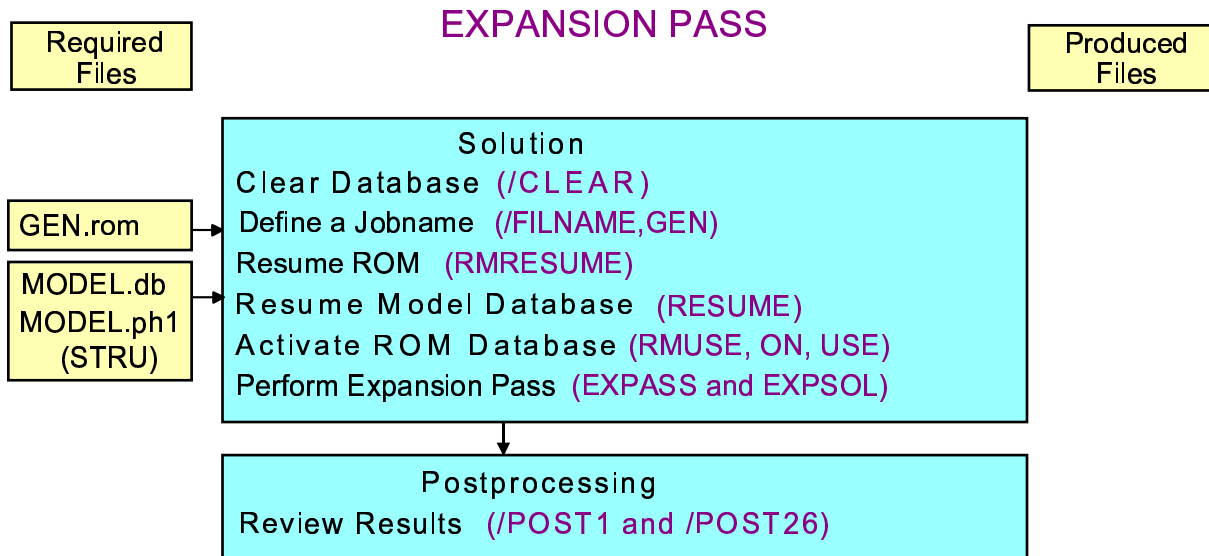 EXPANSION PASS
Required
Files
Produced
Files
Solution
Clear Database (/CLEAR)
GEN.rom
Define a Jobname (/FILNAME,GEN)
Resume ROM (RMRESUME)
MODEL.db
MODEL.ph1
(STRU)
Resume Model Database (RESUME)
Activate ROM Database (RMUSE, ON, USE)
Perform Expansion Pass (EXPASS and EXPSOL)
Postprocessing
Review Results (/POST1 and /POST26)